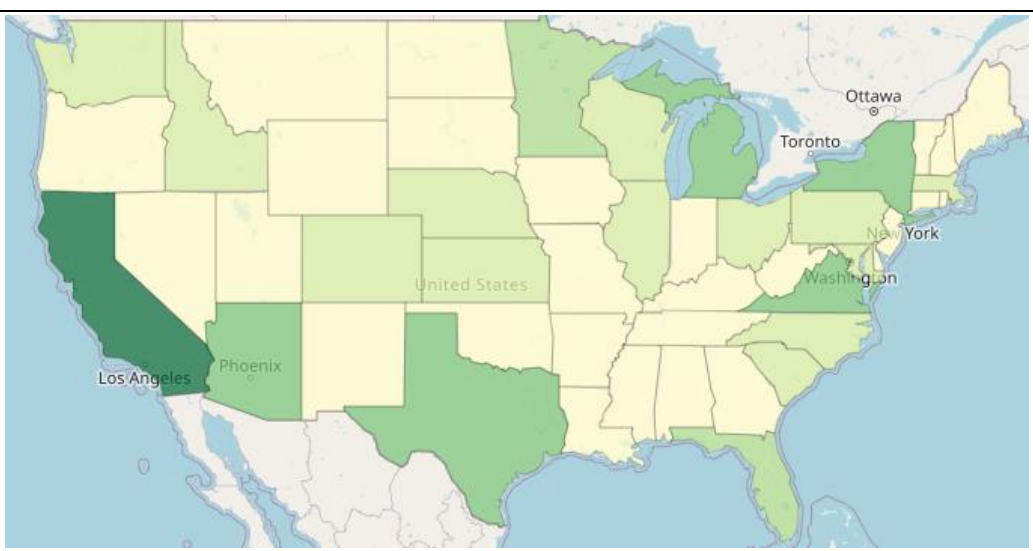 Ottawa
Toronto
New York
Washington
United States
Phoenix
Los Angeles